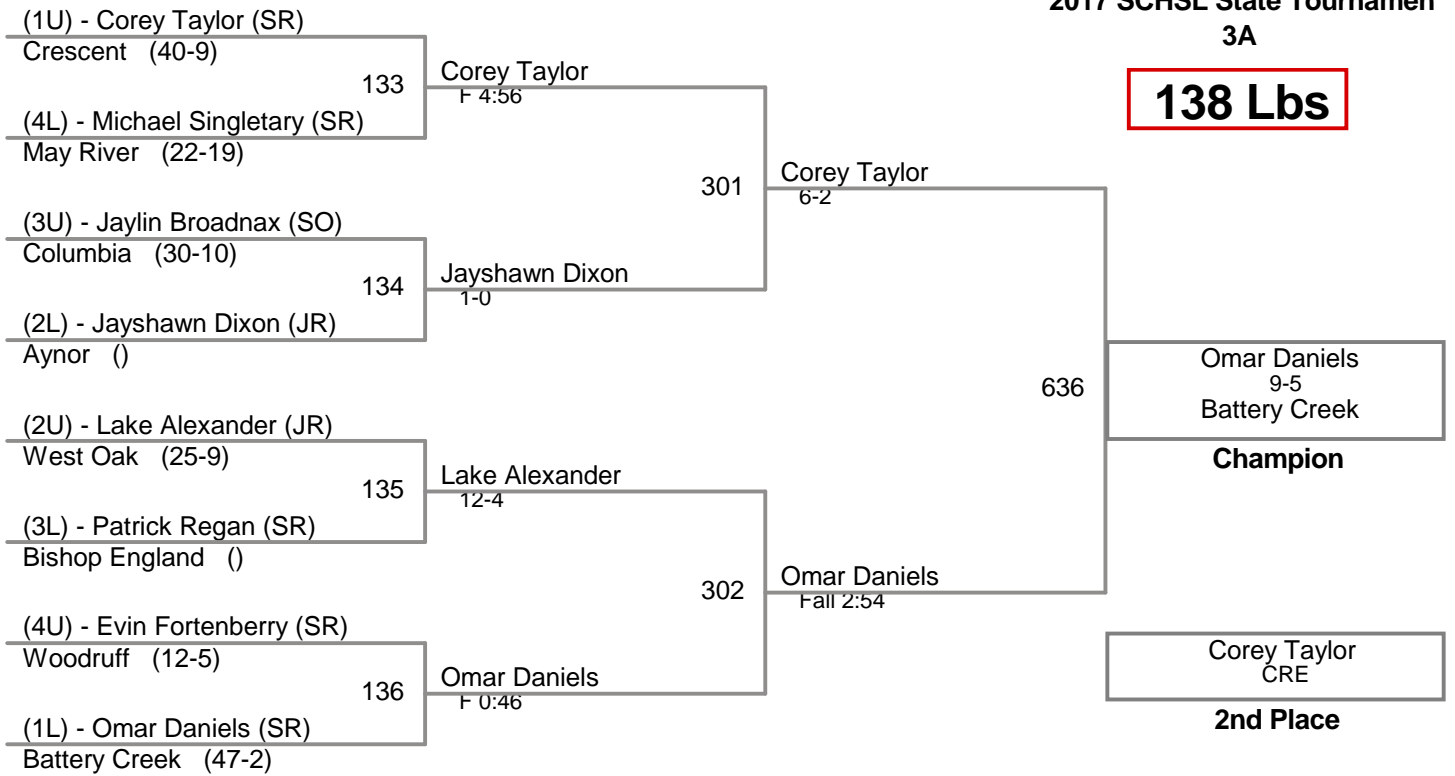 2017 SCHSL State Tournamen
3A
138 Lbs
(1U) - Corey Taylor (SR)
Crescent (40-9)
133
Corey Taylor
F 4:56
(4L) - Michael Singletary (SR)
May River (22-19)
301
Corey Taylor
6-2
(3U) - Jaylin Broadnax (SO)
Columbia (30-10)
134
Jayshawn Dixon
1-0
(2L) - Jayshawn Dixon (JR)
Aynor ()
636
Omar Daniels
9-5
Battery Creek
Champion
(2U) - Lake Alexander (JR)
West Oak (25-9)
135
Lake Alexander
12-4
(3L) - Patrick Regan (SR)
Bishop England ()
302
Omar Daniels
Fall 2:54
(4U) - Evin Fortenberry (SR)
Woodruff (12-5)
136
Omar Daniels
F 0:46
(1L) - Omar Daniels (SR)
Battery Creek (47-2)
Corey Taylor
CRE
2nd Place